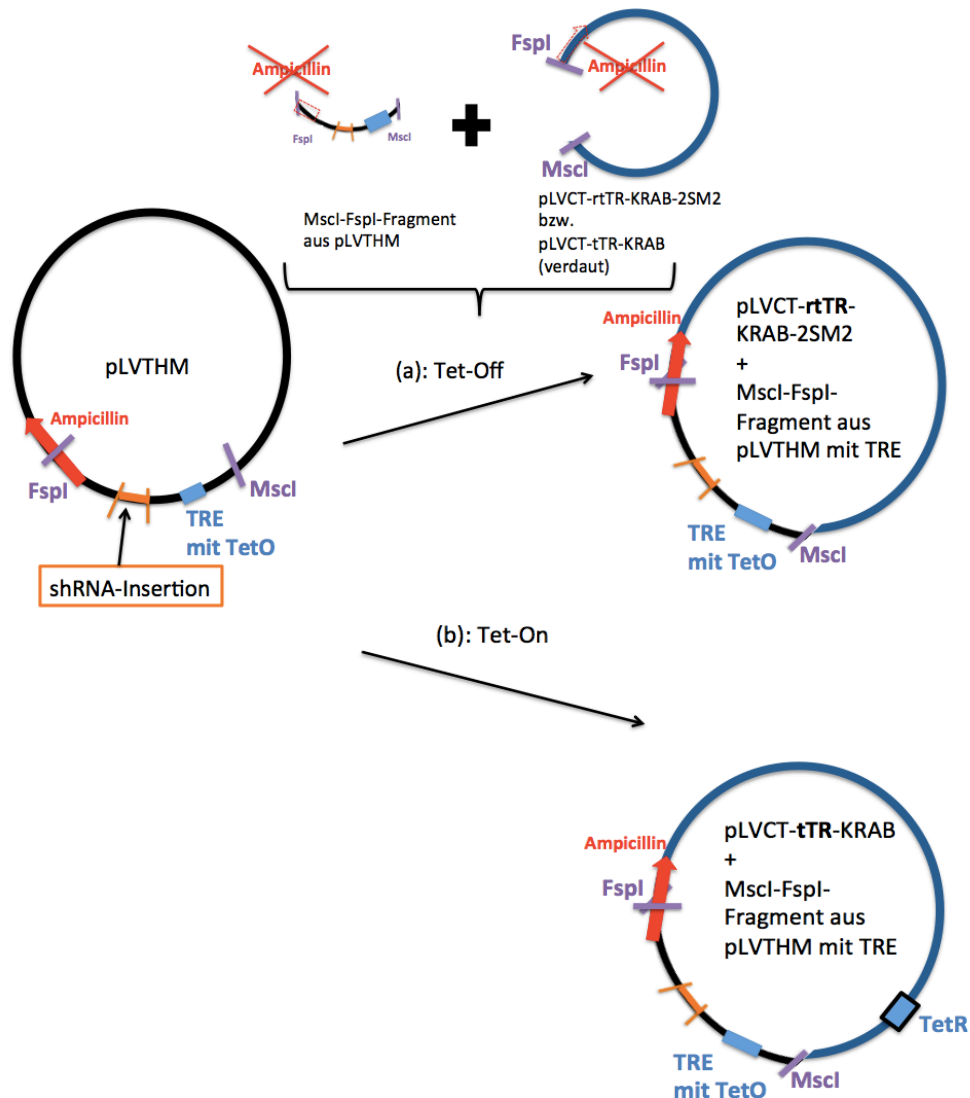 Ampicillin
FspI
MscI
MscI-FspI-Fragment
aus pLVTHM
FspI
Ampicillin
MscI
pLVCT-rtTR-KRAB-2SM2
bzw.
pLVCT-tTR-KRAB
(verdaut)
pLVTHM
Ampicillin
FspI
MscI
TRE
mit TetO
shRNA-Insertion
(a): Tet-Off
Ampicillin
FspI
pLVCT-rtTR-
KRAB-2SM2
+
MscI-FspI-
Fragment aus
pLVTHM mit TRE
TRE
mit TetO
MscI
(b): Tet-On
Ampicillin
FspI
pLVCT-tTR-KRAB
+
MscI-FspI-
Fragment aus
pLVTHM mit TRE
TetR
TRE
mit TetO
MscI